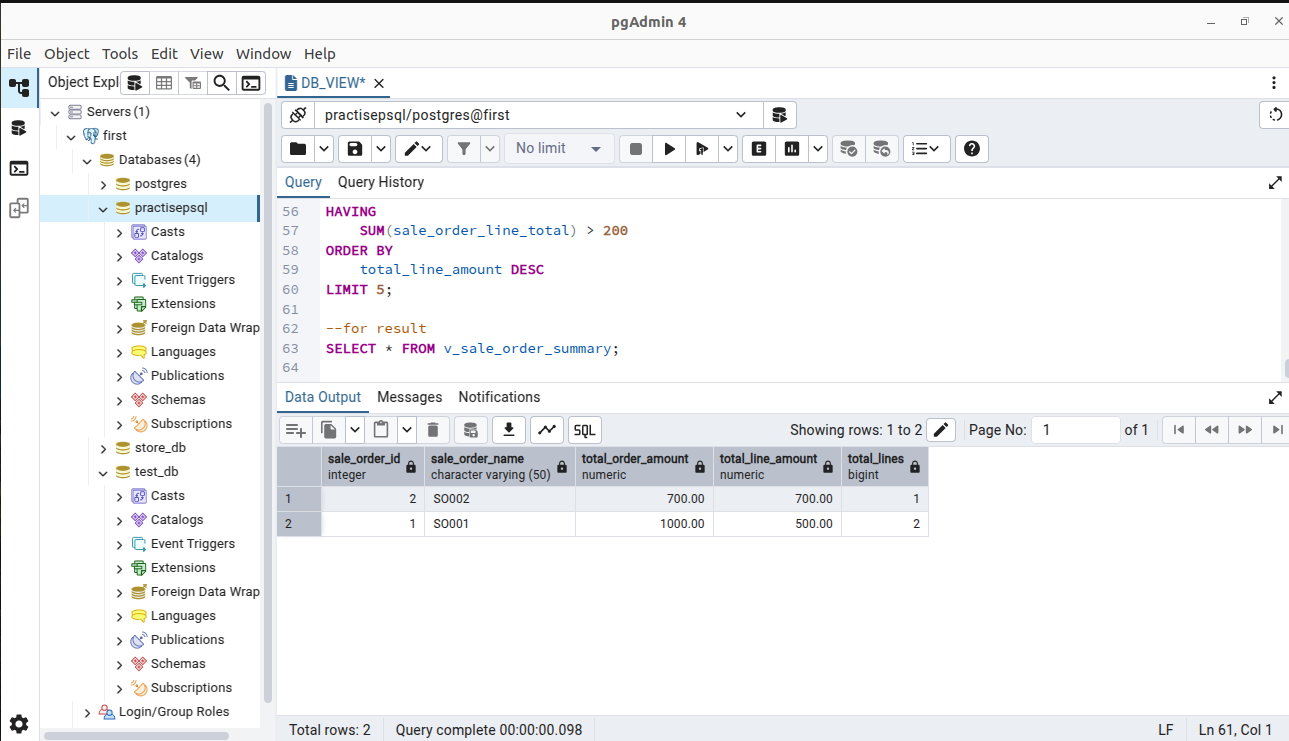 pgAdmin 4
File Object Tools Edit View Window Help
Object Expl
Servers (1)
first
Databases (4)
postgres
practisepsql
Casts
Catalogs
Event Triggers
Extensions
Foreign Data Wrap
Languages
Publications
Schemas
Subscriptions
store_db
test_db
Casts
Catalogs
Event Triggers
Extensions
Foreign Data Wrap
Languages
Publications
Schemas
Subscriptions
Login/Group Roles
DB_VIEW*
practisepsql/postgres@first
No limit
E
Query Query History
56 HAVING
57 SUM(sale_order_line_total) > 200
58 ORDER BY
59 total_line_amount DESC
60 LIMIT 5;
61
62 --for result
63 SELECT * FROM v_sale_order_summary;
64
Data Output Messages Notifications
SQL Showing rows: 1 to 2 Page No: 1 of 1
sale_order_id sale_order_name total_order_amount total_line_amount total_lines
integer character varying (50) numeric numeric bigint
1 2 SO002 700.00 700.00 1
2 1 SO001 1000.00 500.00 2
Total rows: 2 Query complete 00:00:00.098 LF Ln 61, Col 1